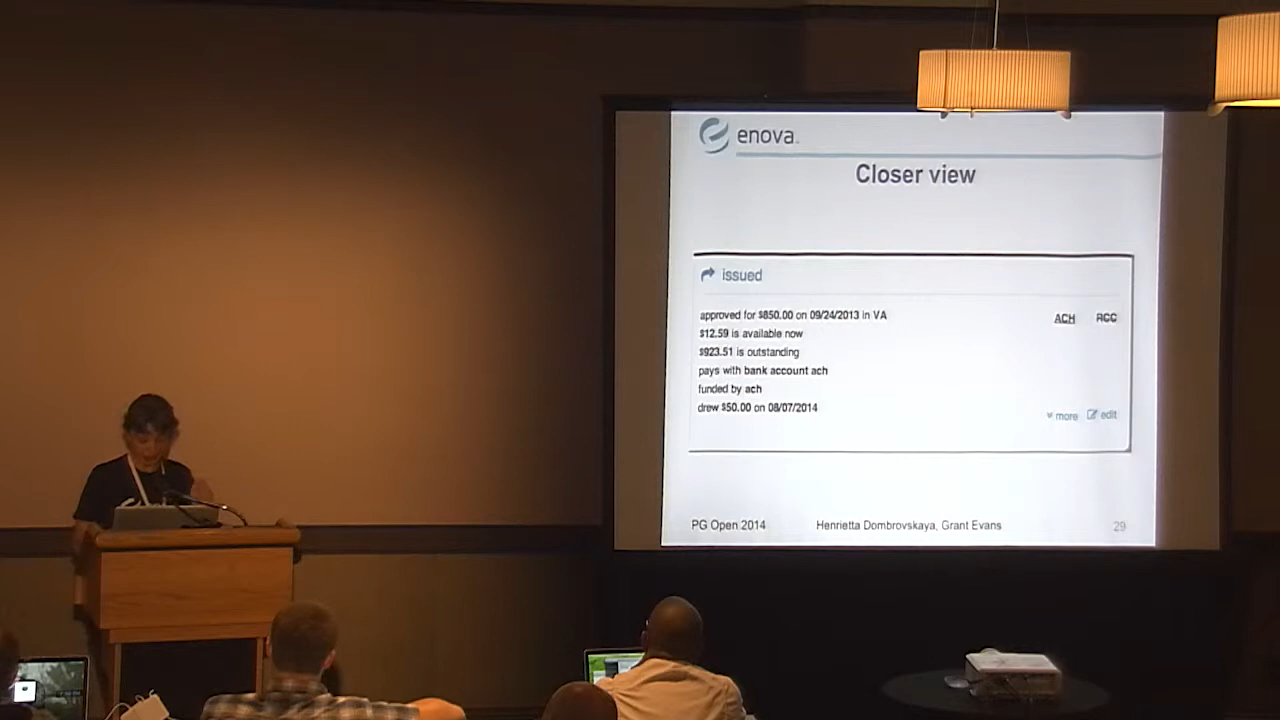 enova
Closer view
issued
approved for $850.00 on 09/24/2013 in VA
ACH RCC
$12.59 is available now
$923.51 is outstanding
pays with bank account ach
funded by ach
drew $50.00 on 08/07/2014
more edit
PG Open 2014 Henrietta Dombrovskaya, Grant Evans 29